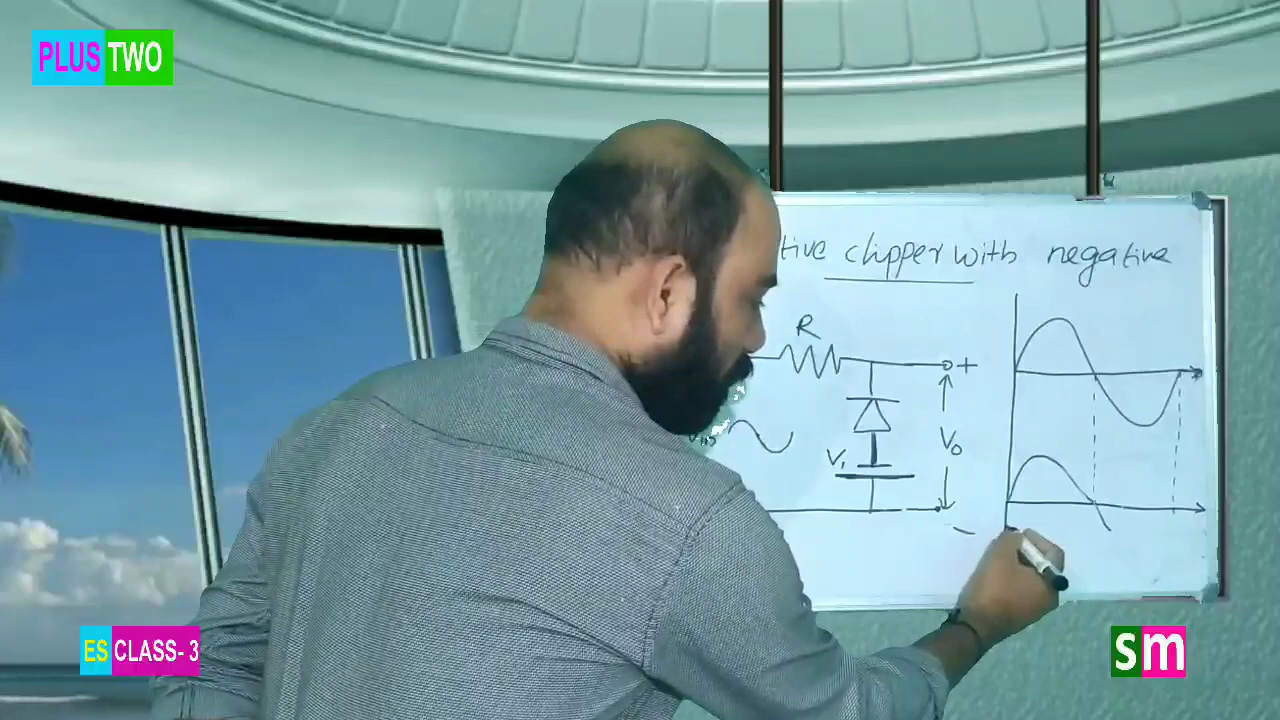 PLUS TWO
tive clipper with negative
R
+
V₁
V₀
–
ES CLASS- 3
sm